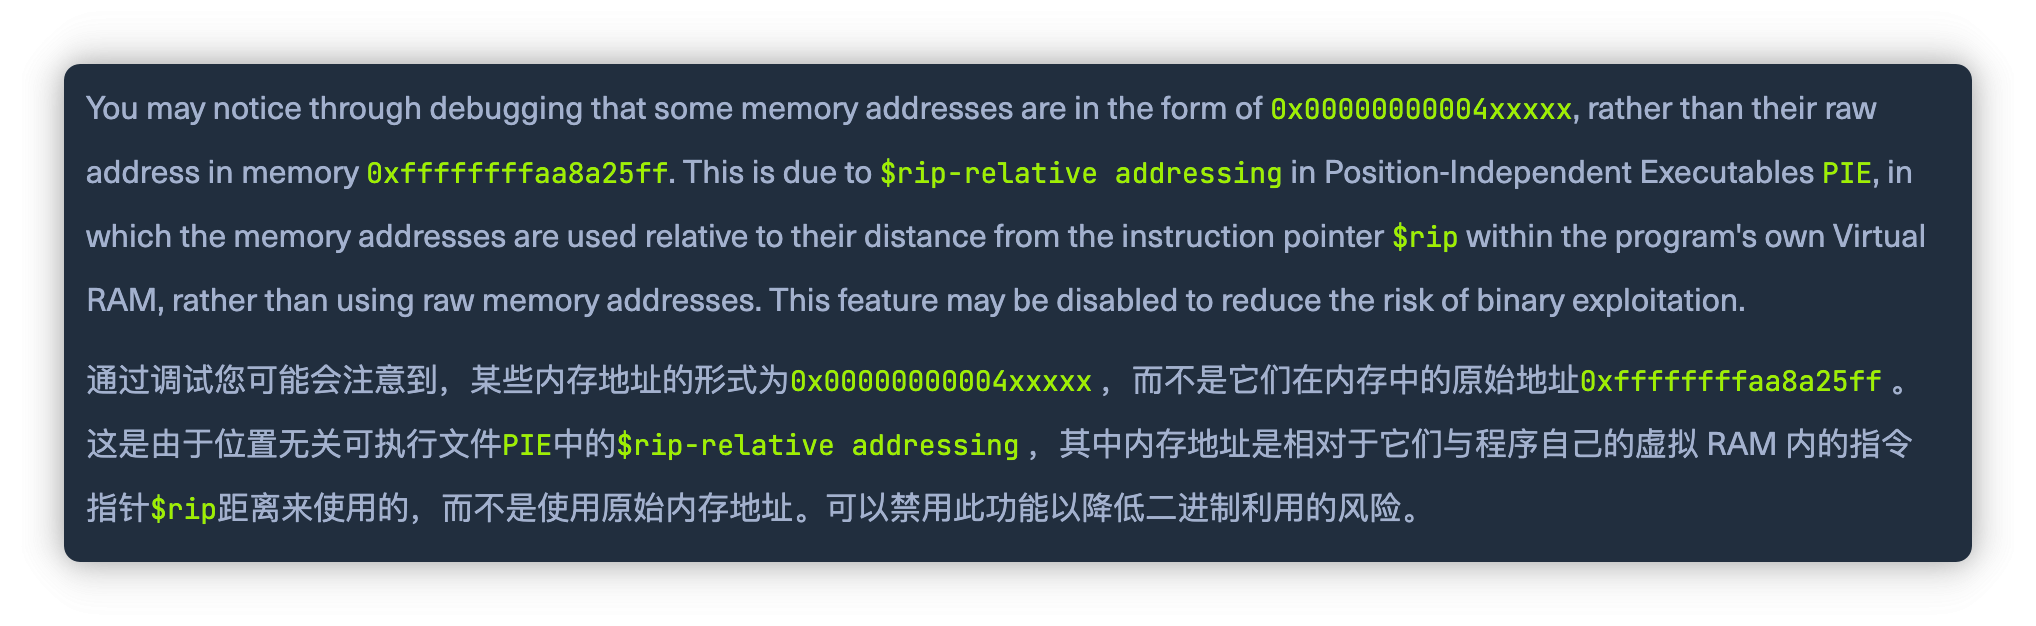 You may notice through debugging that some memory addresses are in the form of 0x00000000004xxxxx, rather than their raw
address in memory 0xffffffffaa8a25ff. This is due to $rip-relative addressing in Position-Independent Executables PIE, in
which the memory addresses are used relative to their distance from the instruction pointer $rip within the program's own Virtual
RAM, rather than using raw memory addresses. This feature may be disabled to reduce the risk of binary exploitation.
通过调试您可能会注意到，某些内存地址的形式为0x00000000004xxxxx ，而不是它们在内存中的原始地址0xffffffffaa8a25ff 。
这是由于位置无关可执行文件PIE中的$rip-relative addressing ，其中内存地址是相对于它们与程序自己的虚拟 RAM 内的指令
指针$rip距离来使用的，而不是使用原始内存地址。可以禁用此功能以降低二进制利用的风险。